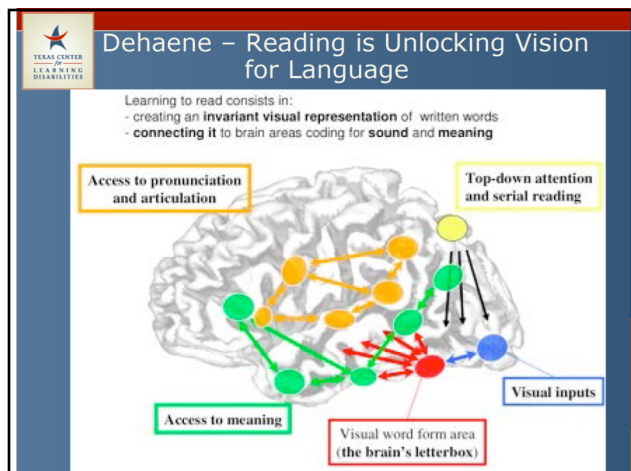 TEXAS CENTER
for
LEARNING
DISABILITIES
Dehaene – Reading is Unlocking Vision
for Language
Learning to read consists in:
- creating an invariant visual representation of written words
- connecting it to brain areas coding for sound and meaning
Access to pronunciation
and articulation
Top-down attention
and serial reading
Access to meaning
Visual word form area
(the brain's letterbox)
Visual inputs